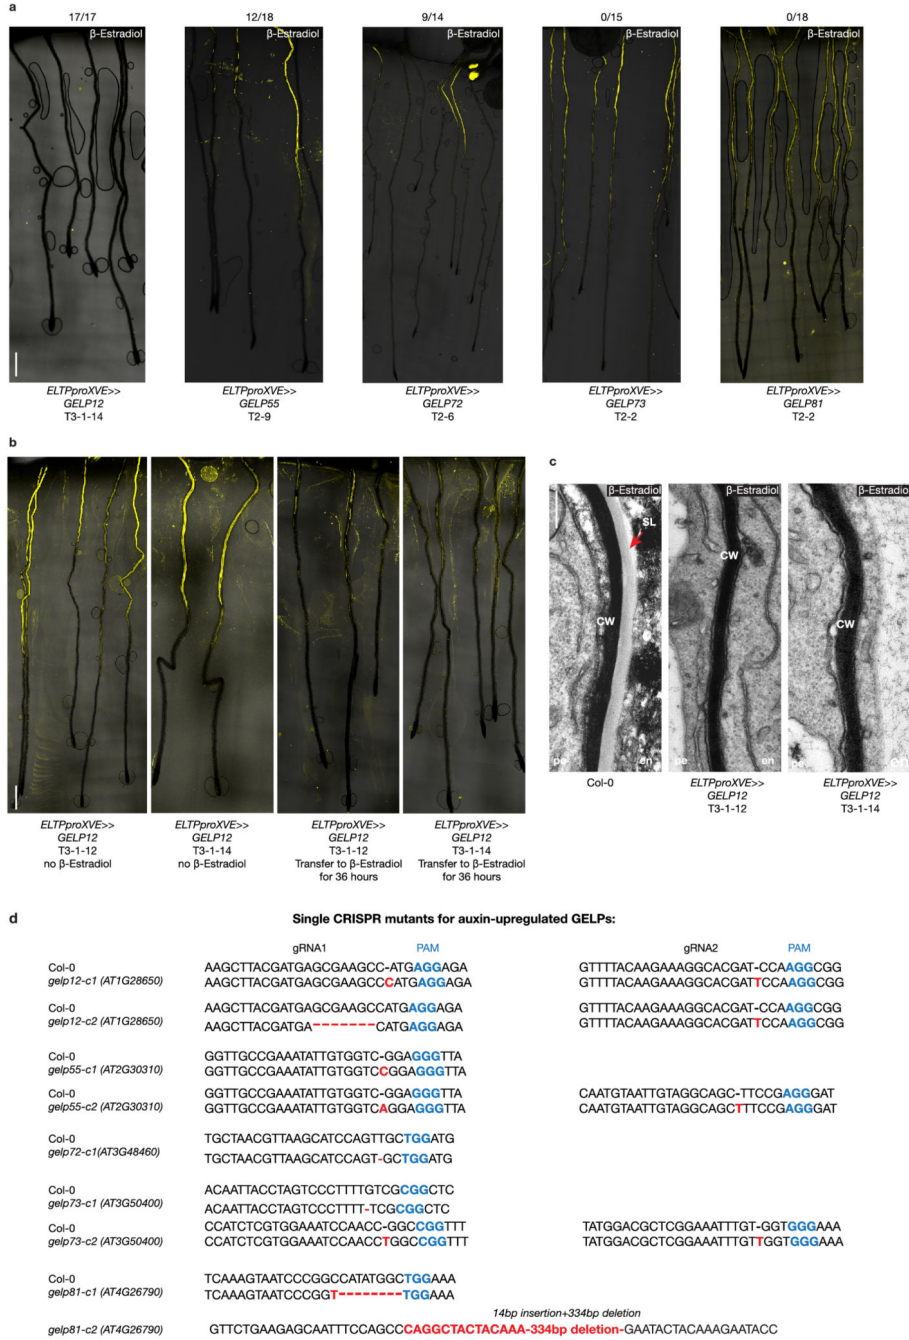 a
17/17
12/18
9/14
0/15
0/18
β-Estradiol
β-Estradiol
β-Estradiol
β-Estradiol
β-Estradiol
ELTPproXVE>>
GELP12
T3-1-14
ELTPproXVE>>
GELP55
T2-9
ELTPproXVE>>
GELP72
T2-6
ELTPproXVE>>
GELP73
T2-2
ELTPproXVE>>
GELP81
T2-2
b
ELTPproXVE>>
GELP12
T3-1-12
no β-Estradiol
ELTPproXVE>>
GELP12
T3-1-14
no β-Estradiol
ELTPproXVE>>
GELP12
T3-1-12
Transfer to β-Estradiol
for 36 hours
ELTPproXVE>>
GELP12
T3-1-14
Transfer to β-Estradiol
for 36 hours
c
β-Estradiol
SL
CW
pe
en
Col-0
β-Estradiol
CW
pe
en
ELTPproXVE>>
GELP12
T3-1-12
β-Estradiol
CW
pe
en
ELTPproXVE>>
GELP12
T3-1-14
d
Single CRISPR mutants for auxin-upregulated GELPs:
gRNA1 PAM gRNA2 PAM
Col-0 AAGCTTACGATGAGCGAAGCC-ATGAGGAGA GTTTTACAAGAAAGGCACGAT-CCAAGGCGG
gelp12-c1 (AT1G28650) AAGCTTACGATGAGCGAAGCCCATGAGGAGA GTTTTACAAGAAAGGCACGATTCCAAGGCGG
Col-0 AAGCTTACGATGAGCGAAGCCATGAGGAGA GTTTTACAAGAAAGGCACGAT-CCAAGGCGG
gelp12-c2 (AT1G28650) AAGCTTACGATGA--------CATGAGGAGA GTTTTACAAGAAAGGCACGATTCCAAGGCGG
Col-0 GGTTGCCGAAATATTGTGGTC-GGAGGGTTA
gelp55-c1 (AT2G30310) GGTTGCCGAAATATTGTGGTCCGGAGGGTTA
Col-0 GGTTGCCGAAATATTGTGGTC-GGAGGGTTA CAATGTAATTGTAGGCAGC-TTCCGAGGGAT
gelp55-c2 (AT2G30310) GGTTGCCGAAATATTGTGGTCAGGAGGGTTA CAATGTAATTGTAGGCAGCTTTCCGAGGGAT
Col-0 TGCTAACGTTAAGCATCCAGTTGCTGGATG
gelp72-c1(AT3G48460) TGCTAACGTTAAGCATCCAGT-GCTGGATG
Col-0 ACAATTACCTAGTCCCTTTTGTCGCGGCTC
gelp73-c1 (AT3G50400) ACAATTACCTAGTCCCTTTT-TCGCGGCTC
Col-0 CCATCTCGTGGAAATCCAACC-GGCCGGTTT TATGGACGCTCGGAAATTTGT-GGTGGGAAA
gelp73-c2 (AT3G50400) CCATCTCGTGGAAATCCAACCTGGCCGGTTT TATGGACGCTCGGAAATTTGTTGGTGGGAAA
Col-0 TCAAAGTAATCCCGGCCATATGGCTGGAAA
gelp81-c1 (AT4G26790) TCAAAGTAATCCCGGT---------TGGAAA
14bp insertion+334bp deletion
gelp81-c2 (AT4G26790) GTTCTGAAGAGCAATTTCCAGCCCAGGCTACTACAAA-334bp deletion-GAATACTACAAAGAATACC